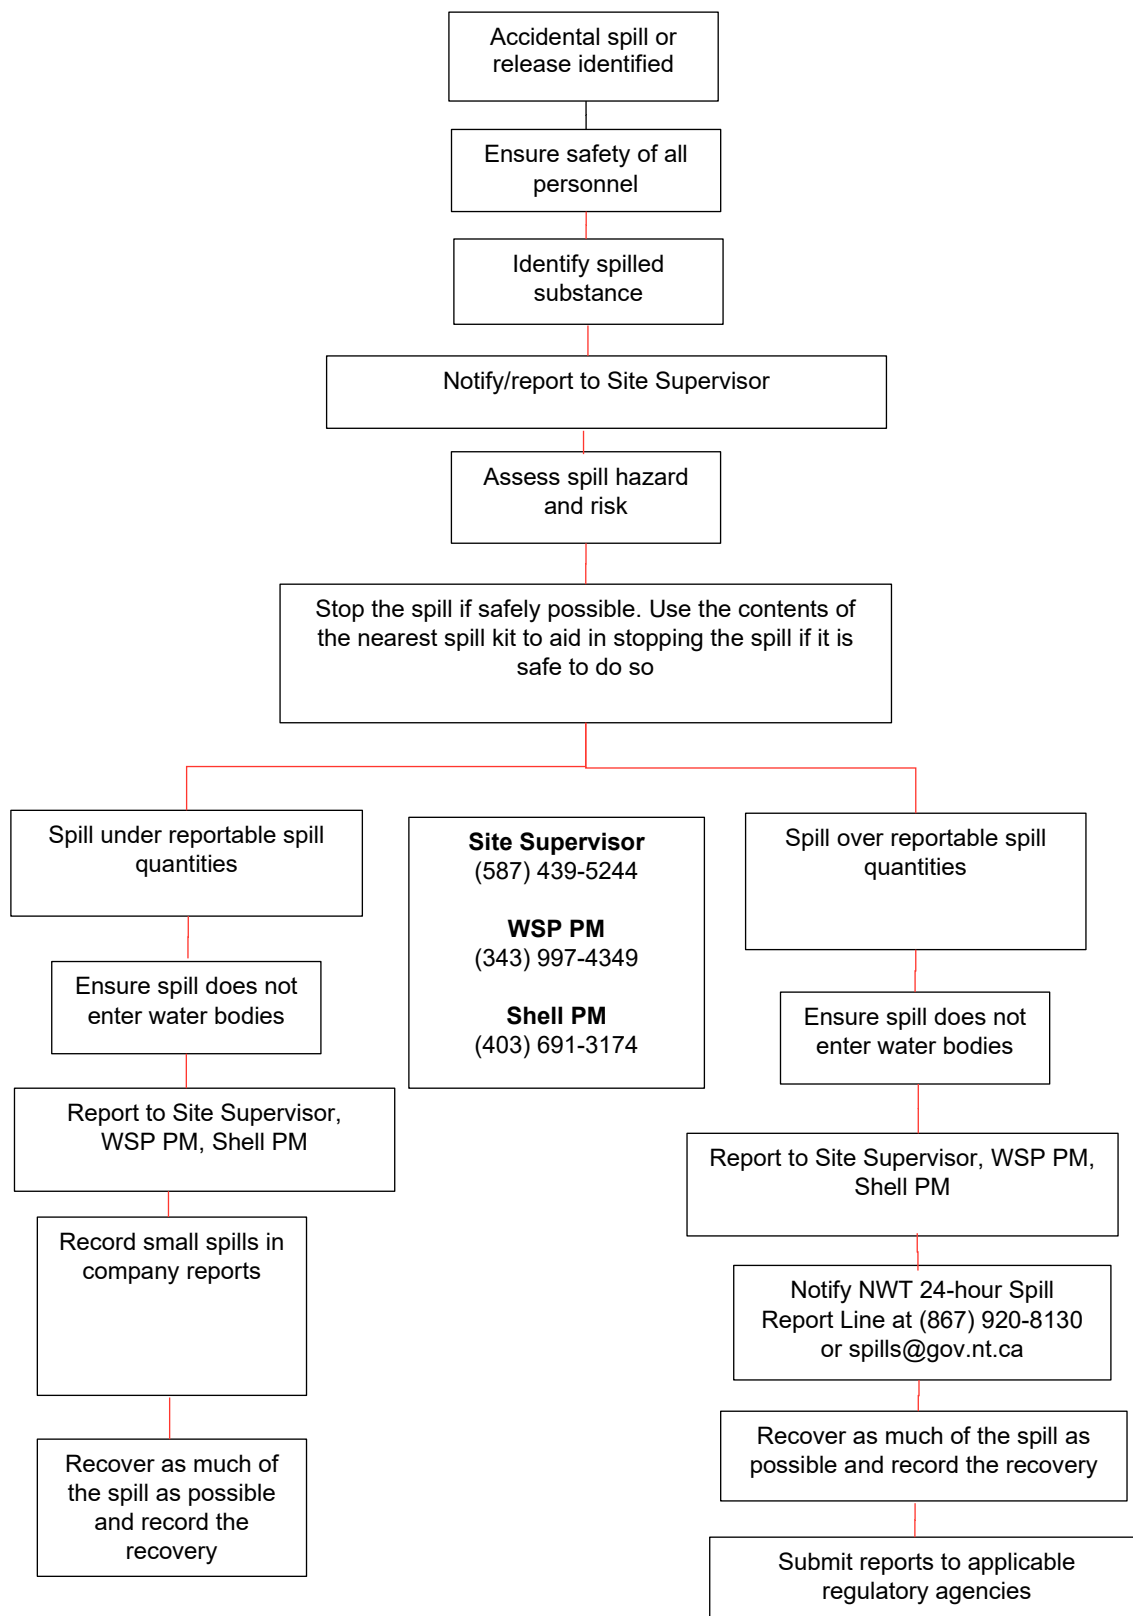 Accidental spill or
release identified
Ensure safety of all
personnel
Identify spilled
substance
Notify/report to Site Supervisor
Assess spill hazard
and risk
Stop the spill if safely possible. Use the contents of
the nearest spill kit to aid in stopping the spill if it is
safe to do so
Spill under reportable spill
quantities
Ensure spill does not
enter water bodies
Report to Site Supervisor,
WSP PM, Shell PM
Record small spills in
company reports
Recover as much of
the spill as possible
and record the
recovery
Site Supervisor
(587) 439-5244
WSP PM
(343) 997-4349
Shell PM
(403) 691-3174
Spill over reportable spill
quantities
Ensure spill does not
enter water bodies
Report to Site Supervisor, WSP PM,
Shell PM
Notify NWT 24-hour Spill
Report Line at (867) 920-8130
or spills@gov.nt.ca
Recover as much of the spill as
possible and record the recovery
Submit reports to applicable
regulatory agencies